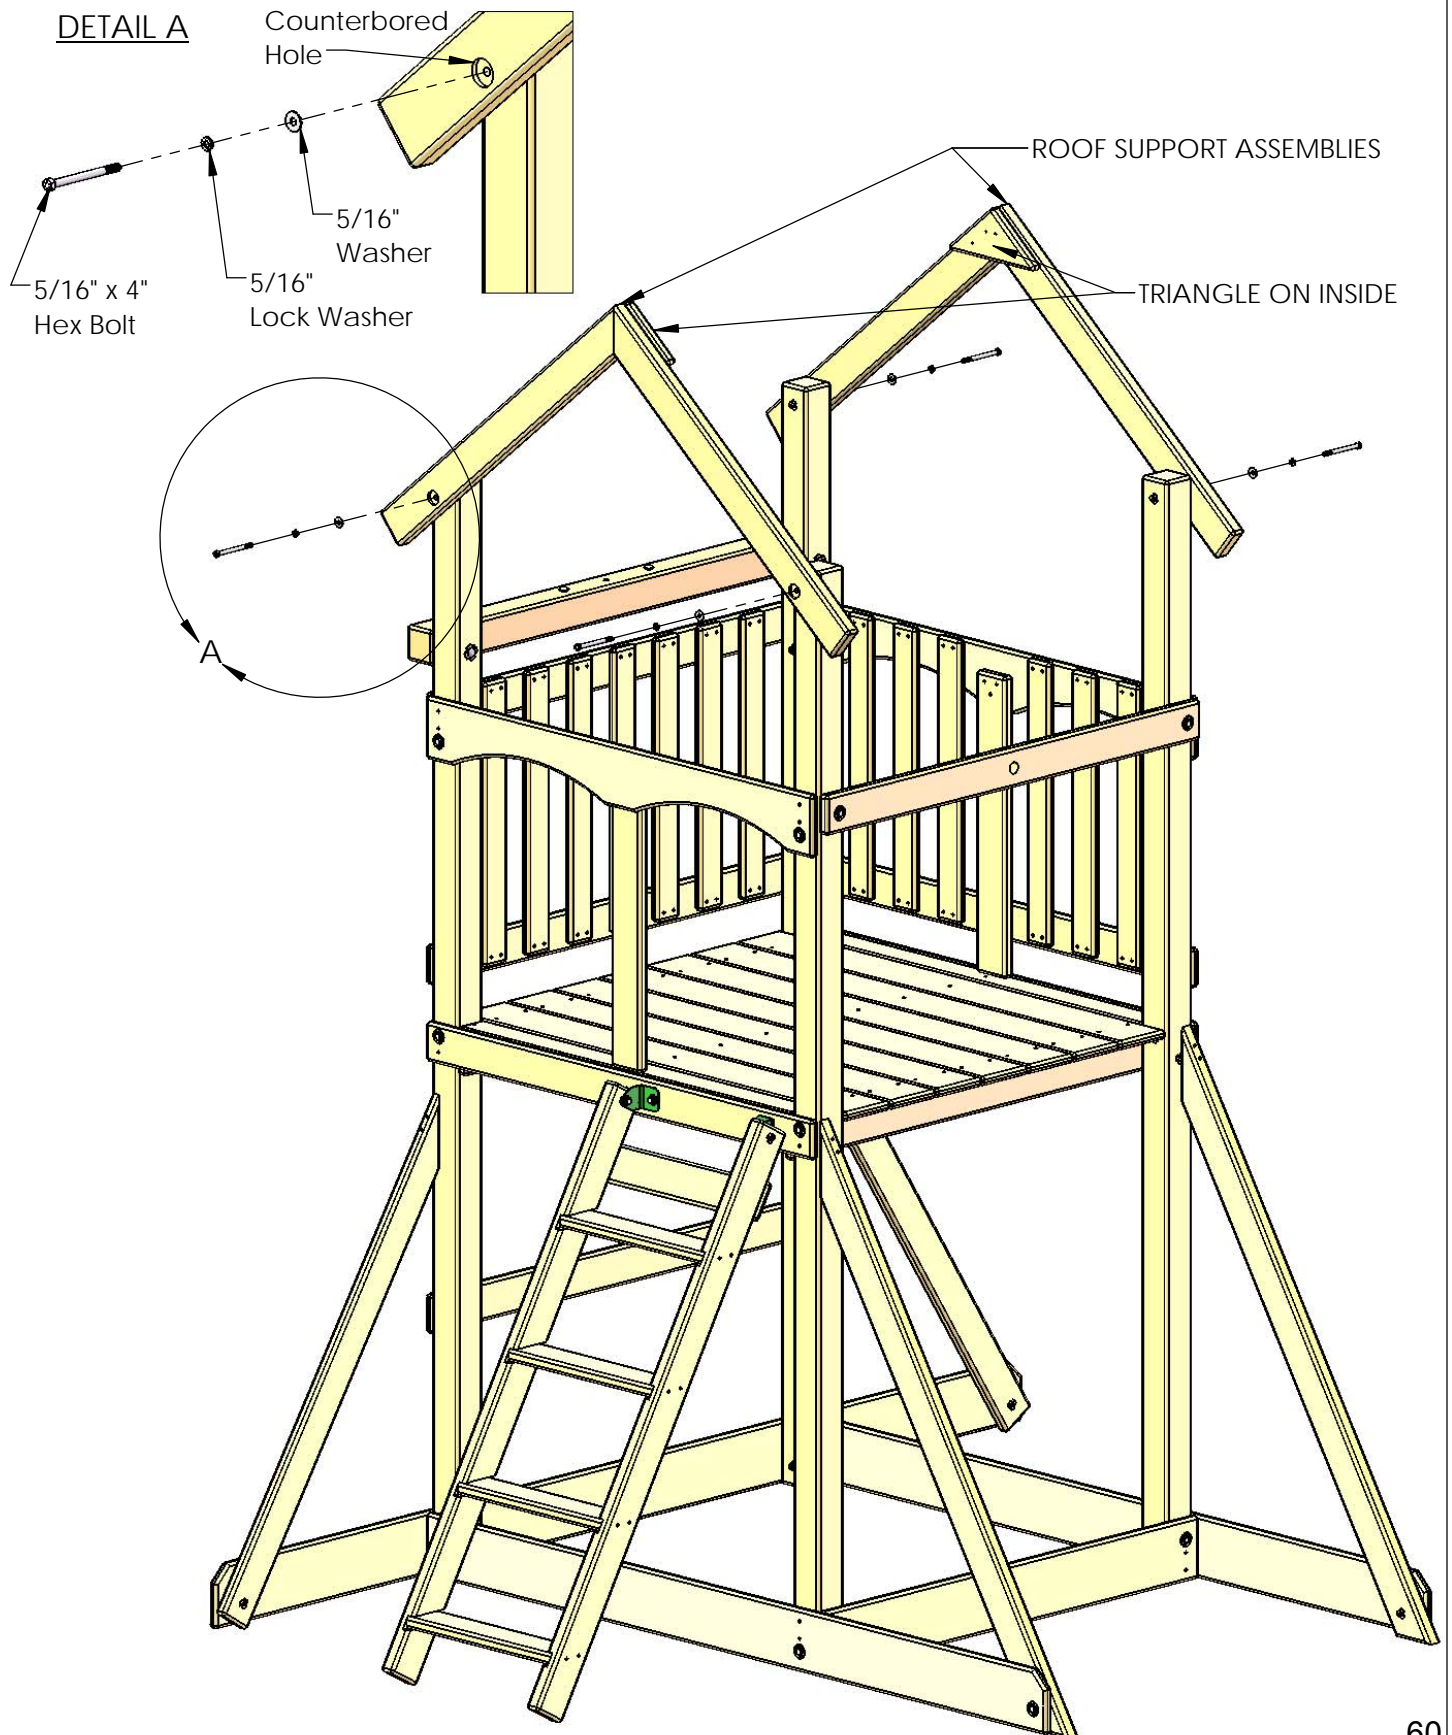 DETAIL A
Counterbored
Hole
5/16"
Washer
5/16"
Lock Washer
5/16" x 4"
Hex Bolt
ROOF SUPPORT ASSEMBLIES
TRIANGLE ON INSIDE
A
60